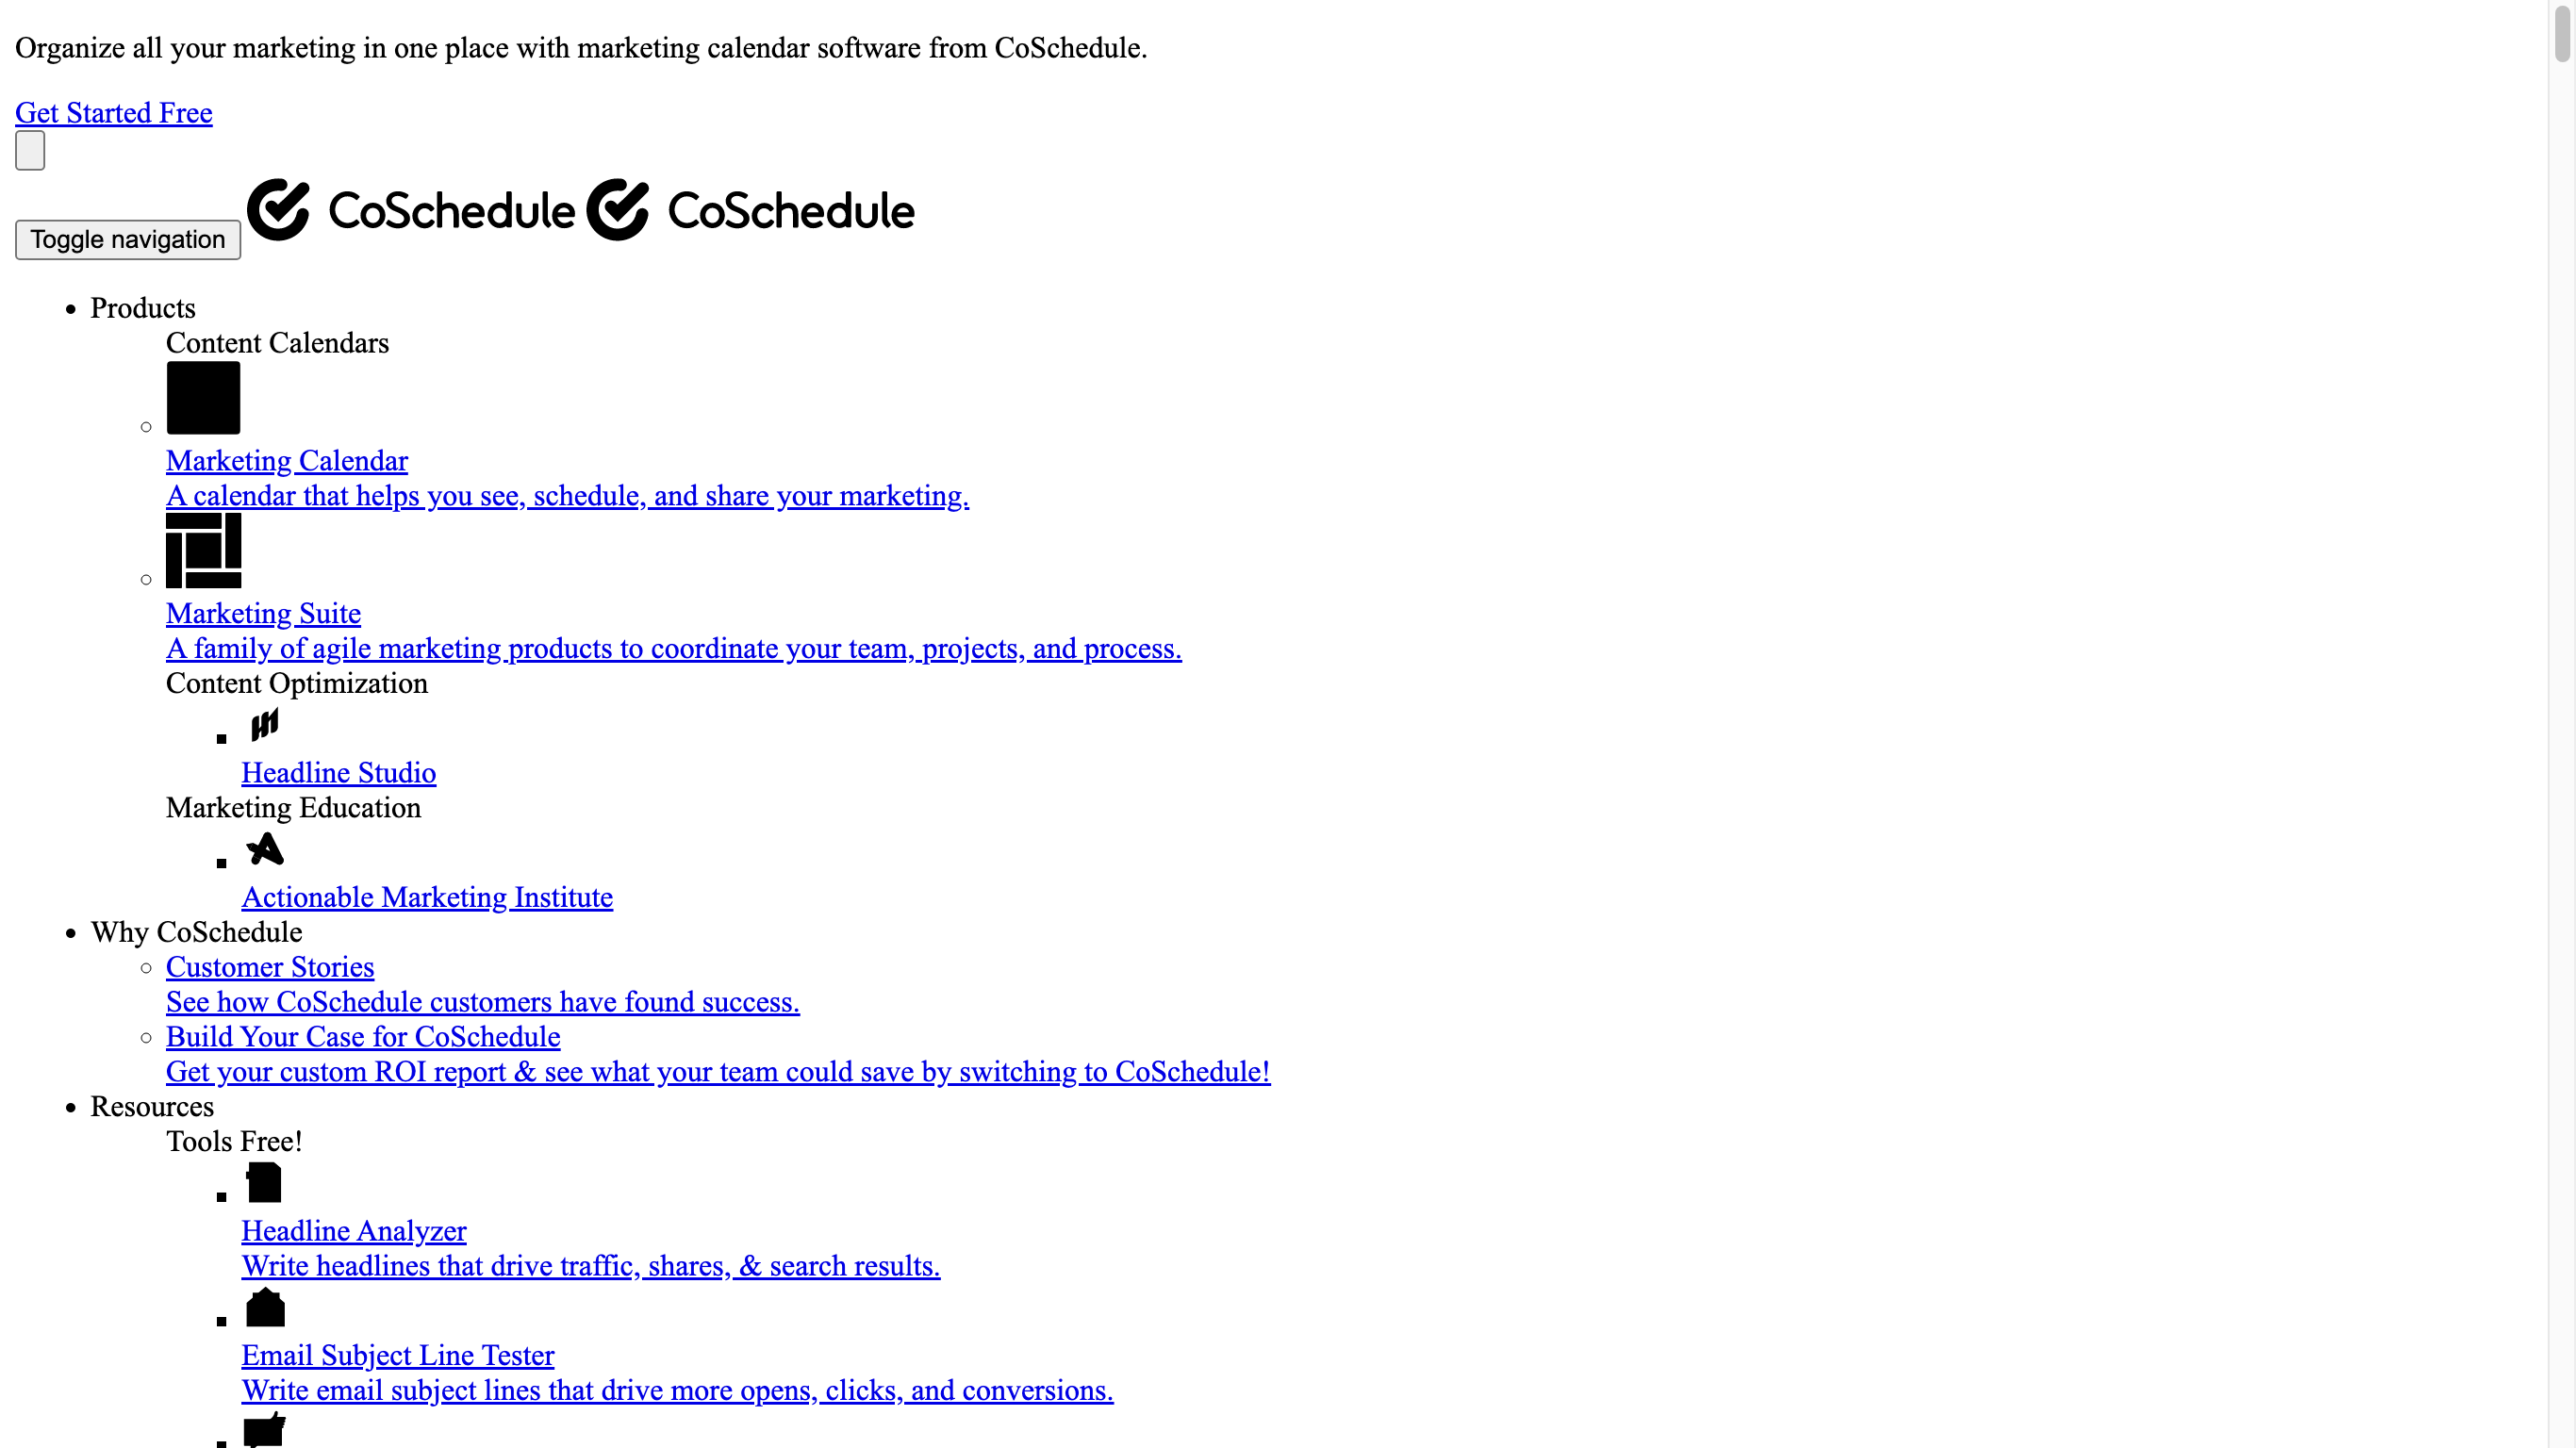 Organize all your marketing in one place with marketing calendar software from CoSchedule.
Get Started Free
Toggle navigation CoSchedule CoSchedule
Products
Content Calendars
Marketing Calendar
A calendar that helps you see, schedule, and share your marketing.
Marketing Suite
A family of agile marketing products to coordinate your team, projects, and process.
Content Optimization
Headline Studio
Marketing Education
Actionable Marketing Institute
Why CoSchedule
Customer Stories
See how CoSchedule customers have found success.
Build Your Case for CoSchedule
Get your custom ROI report & see what your team could save by switching to CoSchedule!
Resources
Tools Free!
Headline Analyzer
Write headlines that drive traffic, shares, & search results.
Email Subject Line Tester
Write email subject lines that drive more opens, clicks, and conversions.